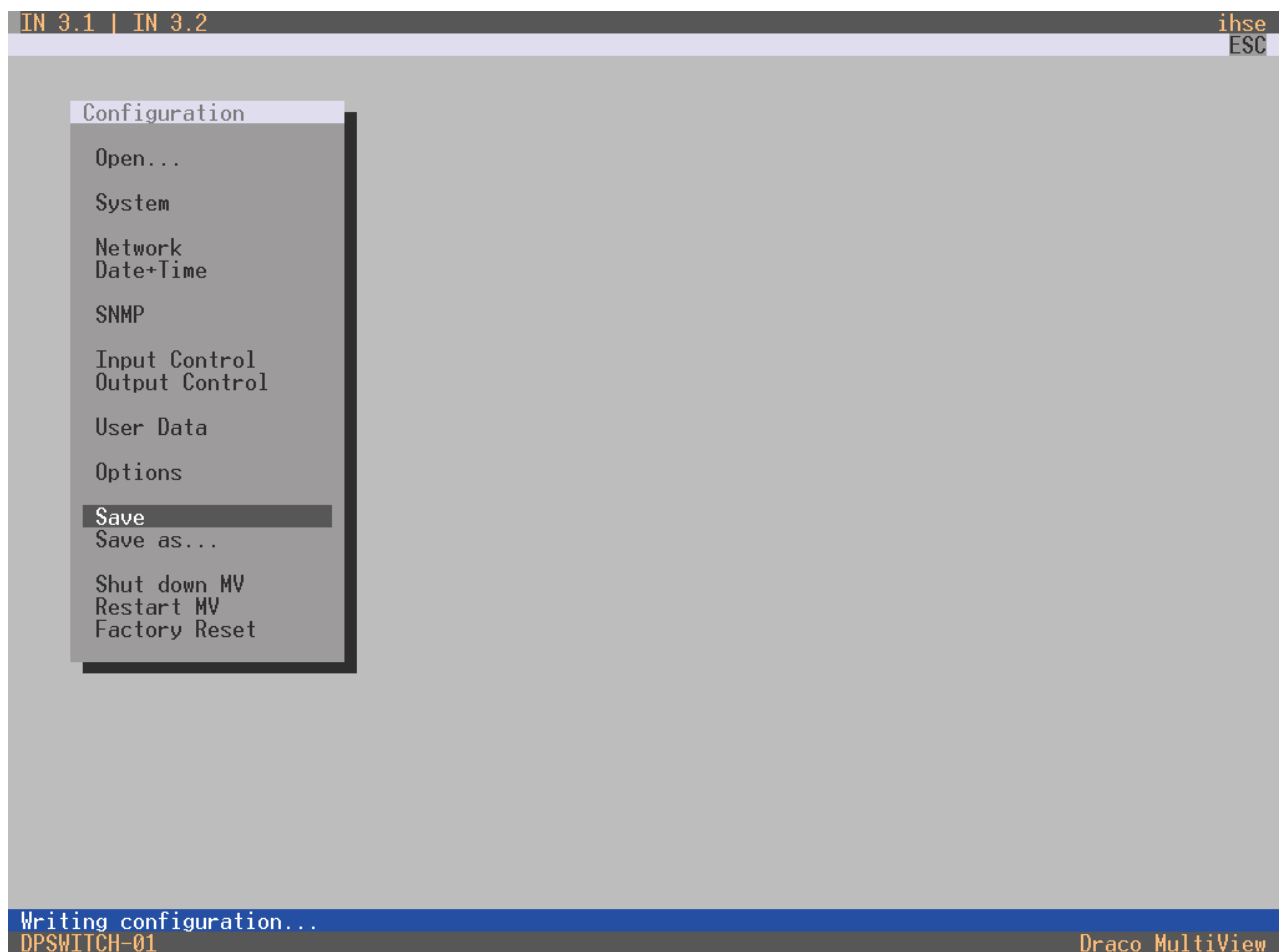 IN 3.1 | IN 3.2 ihse
ESC
Configuration
Open...
System
Network
Date+Time
SNMP
Input Control
Output Control
User Data
Options
Save
Save as...
Shut down MV
Restart MV
Factory Reset
Writing configuration...
DPSWITCH-01 Draco MultiView